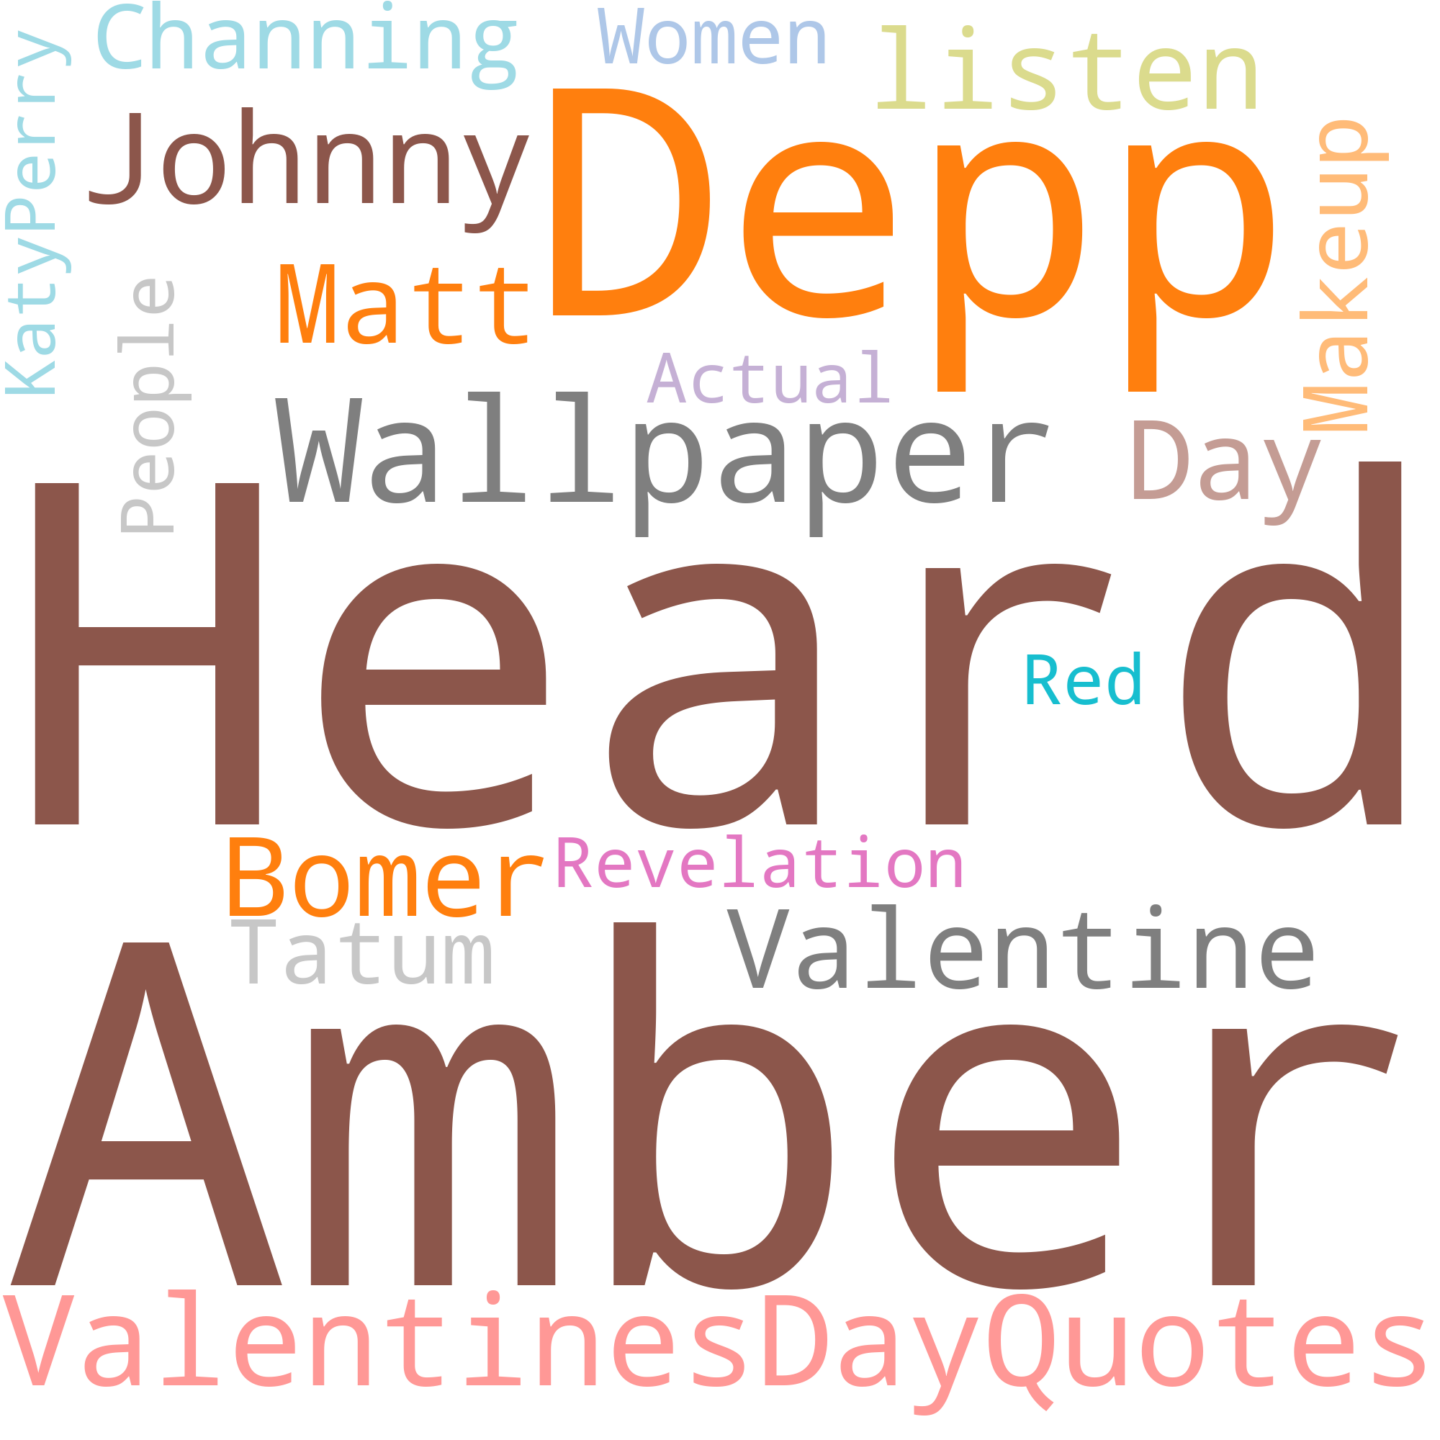 Channing
Women
listen
KatyPerry
Johnny
Depp
Makeup
Matt
People
Actual
Wallpaper
Day
Heard
Red
Bomer
Revelation
Tatum
Valentine
Amber
ValentinesDayQuotes